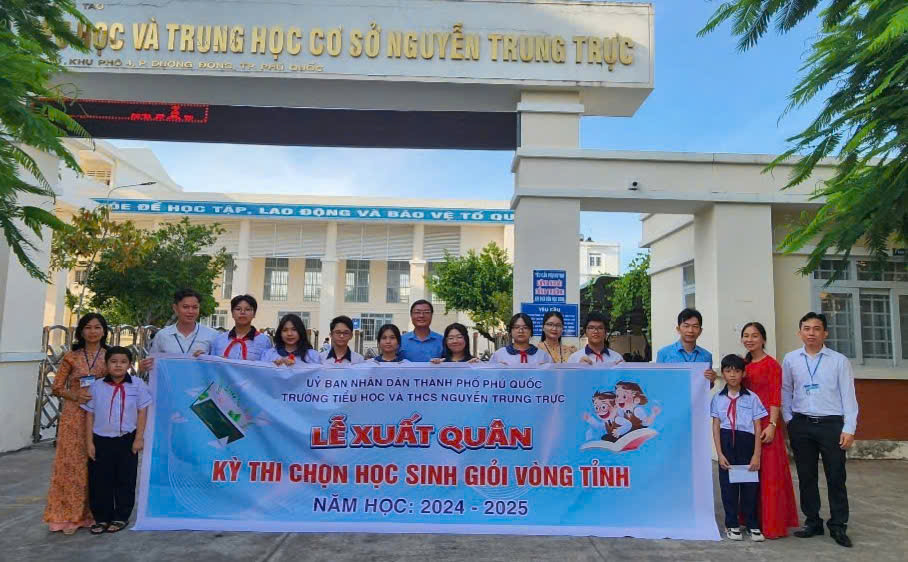 TẠO
HỌC VÀ TRUNG HỌC CƠ SỞ NGUYỄN TRUNG TRỰC
, KHU PHỐ 1, P. DƯƠNG ĐÔNG, TP. PHÚ QUỐC
ỎE ĐỂ HỌC TẬP, LAO ĐỘNG VÀ BẢO VỆ TỔ QU
YÊU CẦU
ỦY BAN NHÂN DÂN THÀNH PHỐ PHÚ QUỐC
TRƯỜNG TIỂU HỌC VÀ THCS NGUYỄN TRUNG TRỰC
LỄ XUẤT QUÂN
KỲ THI CHỌN HỌC SINH GIỎI VÒNG TỈNH
NĂM HỌC: 2024 - 2025